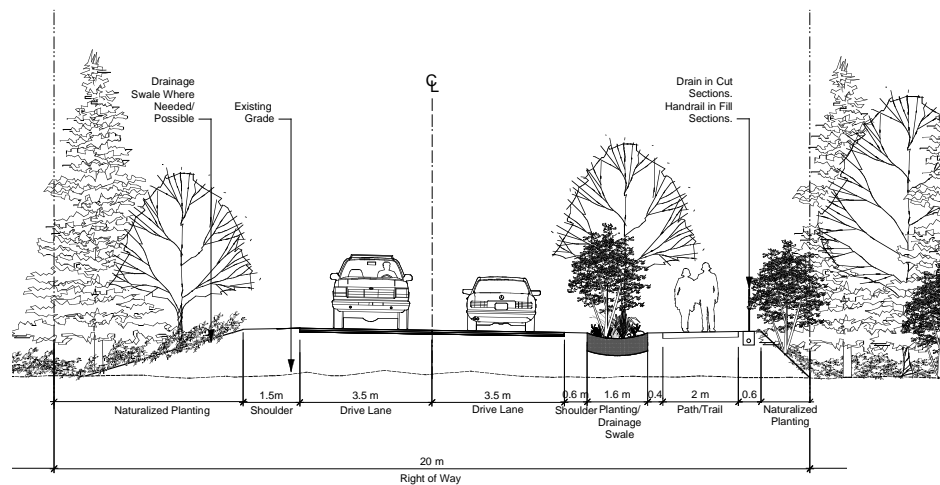 Drainage
Swale Where
Needed/
Possible
Existing
Grade
℄
Drain in Cut
Sections.
Handrail in Fill
Sections.
1.5m
3.5 m
3.5 m
0.6 m
1.6 m
0.4
2 m
0.6
Naturalized Planting
Shoulder
Drive Lane
Drive Lane
Shoulder
Planting/
Drainage
Swale
Path/Trail
Naturalized
Planting
20 m
Right of Way